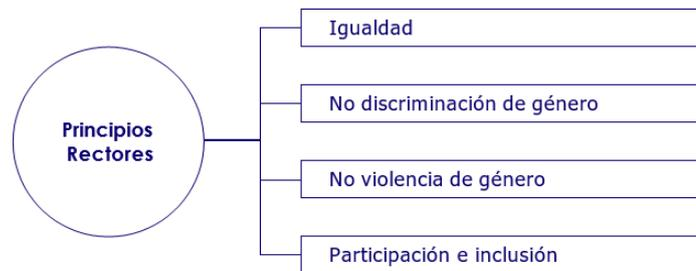 Principios
Rectores
Igualdad
No discriminación de género
No violencia de género
Participación e inclusión